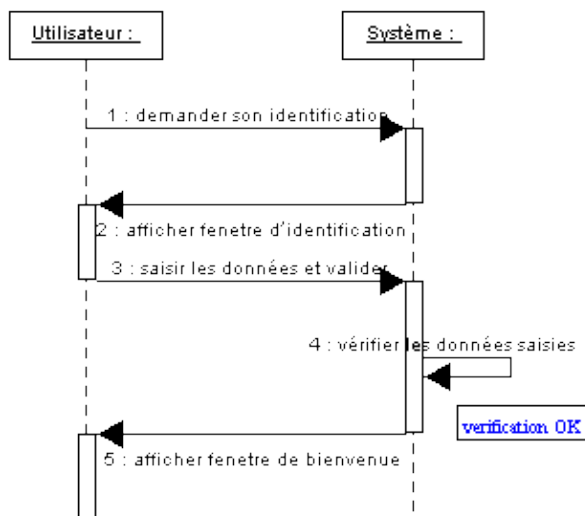 Utilisateur :
Système :
1 : demander son identification
2 : afficher fenetre d'identification
3 : saisir les données et valider
4 : vérifier les données saisies
verification OK
5 : afficher fenetre de bienvenue